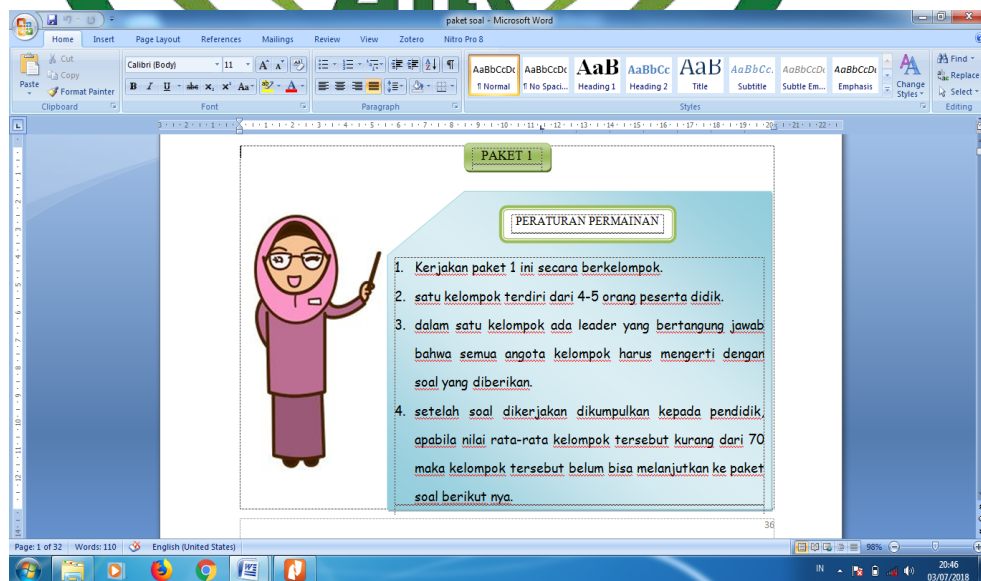 paket soal - Microsoft Word
Home Insert Page Layout References Mailings Review View Zotero Nitro Pro 8
Paste
Cut
Copy
Format Painter
Clipboard
Calibri (Body) 11
Font
Paragraph
AaBbCcDc AaBbCcDc AaB AaBbCc AaB AaBbCc. AaBbCcDc AaBbCcDc
¶ Normal ¶ No Spaci... Heading 1 Heading 2 Title Subtitle Subtle Em... Emphasis
Change
Styles
Styles
Find
Replace
Select
Editing
PAKET 1
PERATURAN PERMAINAN
1. Kerjakan paket 1 ini secara berkelompok.
2. satu kelompok terdiri dari 4-5 orang peserta didik.
3. dalam satu kelompok ada leader yang bertangung jawab
bahwa semua angota kelompok harus mengerti dengan
soal yang diberikan.
4. setelah soal dikerjakan dikumpulkan kepada pendidik,
apabila nilai rata-rata kelompok tersebut kurang dari 70
maka kelompok tersebut belum bisa melanjutkan ke paket
soal berikut nya.
36
Page: 1 of 32 Words: 110 English (United States) 98%
IN 20:46
03/07/2018